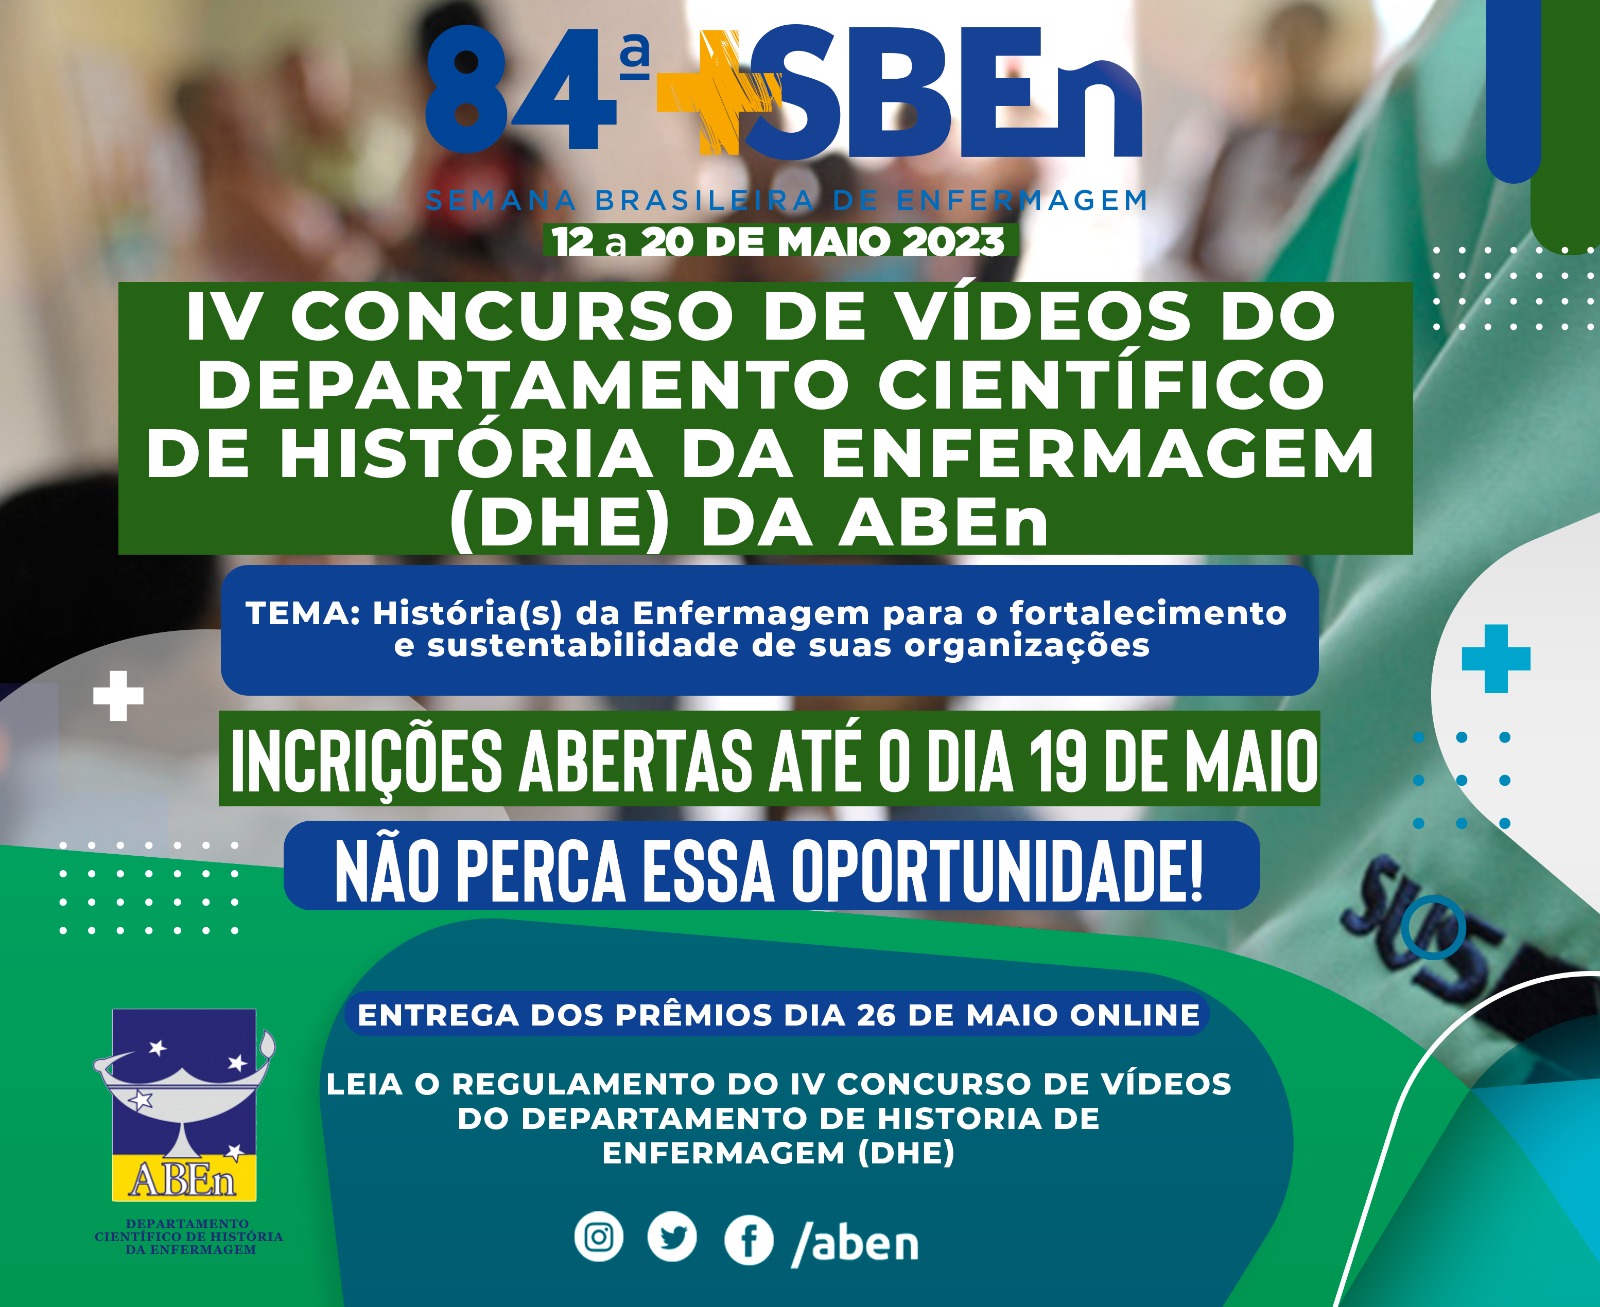 84ª SBEn
SEMANA BRASILEIRA DE ENFERMAGEM
12 a 20 DE MAIO 2023
IV CONCURSO DE VÍDEOS DO
DEPARTAMENTO CIENTÍFICO
DE HISTÓRIA DA ENFERMAGEM
(DHE) DA ABEn
TEMA: História(s) da Enfermagem para o fortalecimento
e sustentabilidade de suas organizações
INCRIÇÕES ABERTAS ATÉ O DIA 19 DE MAIO
NÃO PERCA ESSA OPORTUNIDADE!
SUS
ENTREGA DOS PRÊMIOS DIA 26 DE MAIO ONLINE
LEIA O REGULAMENTO DO IV CONCURSO DE VÍDEOS
DO DEPARTAMENTO DE HISTORIA DE
ENFERMAGEM (DHE)
ABEn
DEPARTAMENTO
CIENTÍFICO DE HISTÓRIA
DA ENFERMAGEM
/aben